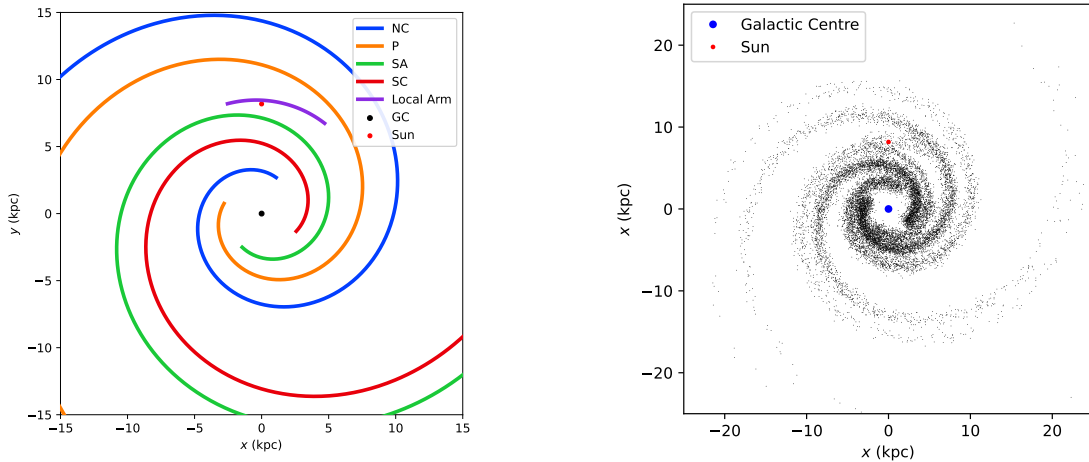 15
10
5
0
−5
−10
−15
y (kpc)
−15 −10 −5 0 5 10 15
x (kpc)
NC
P
SA
SC
Local Arm
GC
Sun
20
10
0
−10
−20
x (kpc)
−20 −10 0 10 20
x (kpc)
Galactic Centre
Sun